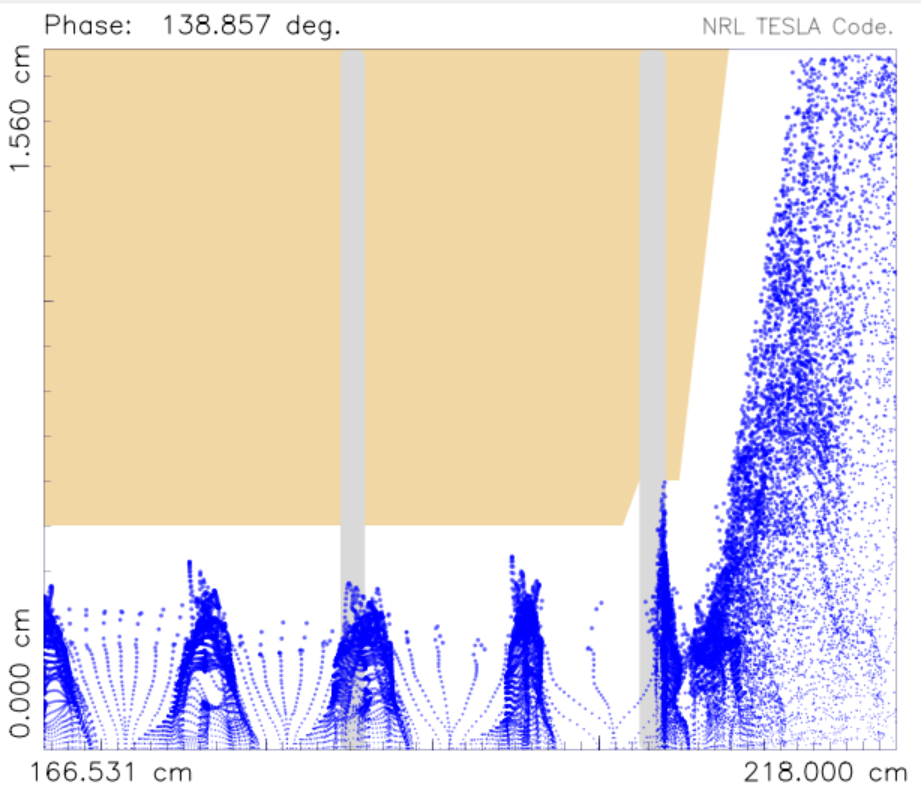 Phase: 138.857 deg.
NRL TESLA Code.
1.560 cm
0.000 cm
166.531 cm
218.000 cm